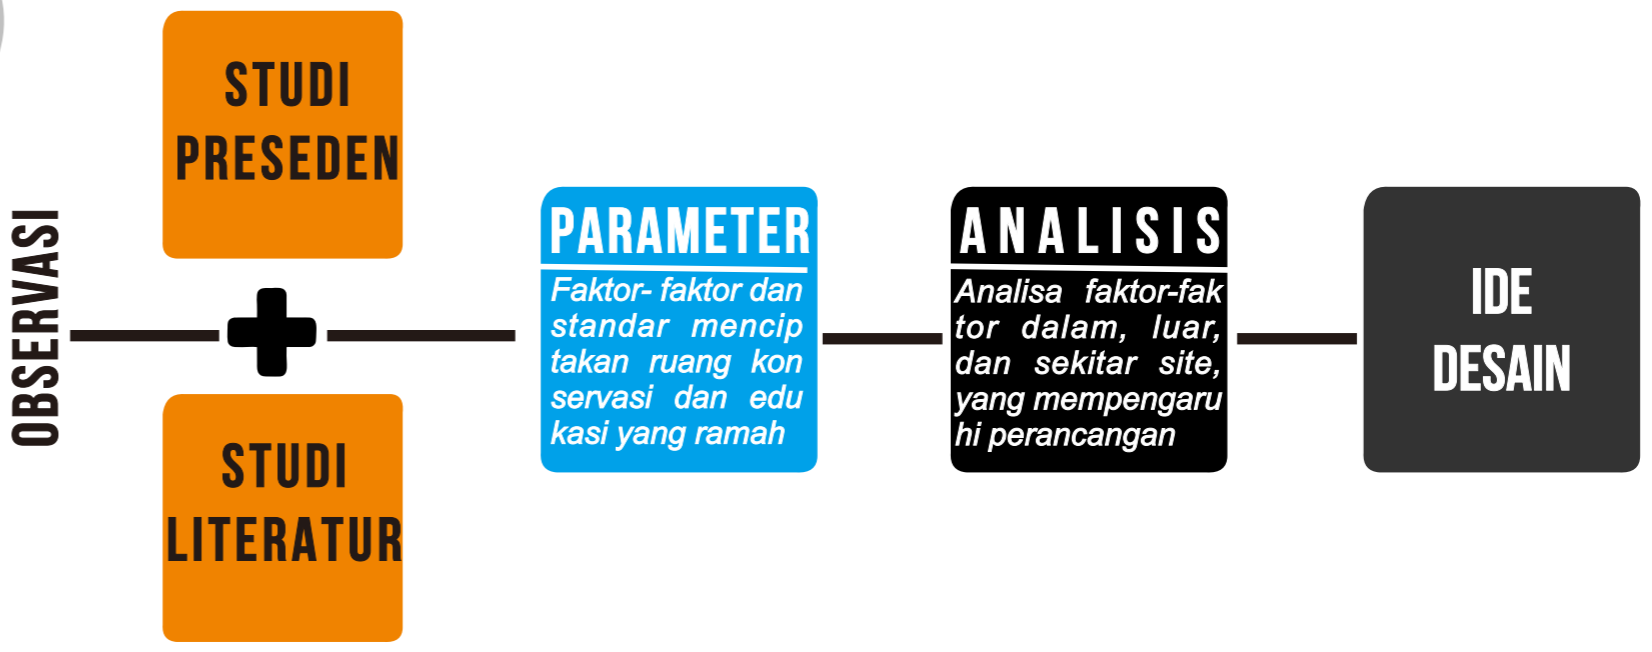 OBSERVASI
STUDI
PRESEDEN
STUDI
LITERATUR
PARAMETER
Faktor- faktor dan
standar mencip
takan ruang kon
servasi dan edu
kasi yang ramah
ANALISIS
Analisa faktor-fak
tor dalam, luar,
dan sekitar site,
yang mempengaru
hi perancangan
IDE
DESAIN